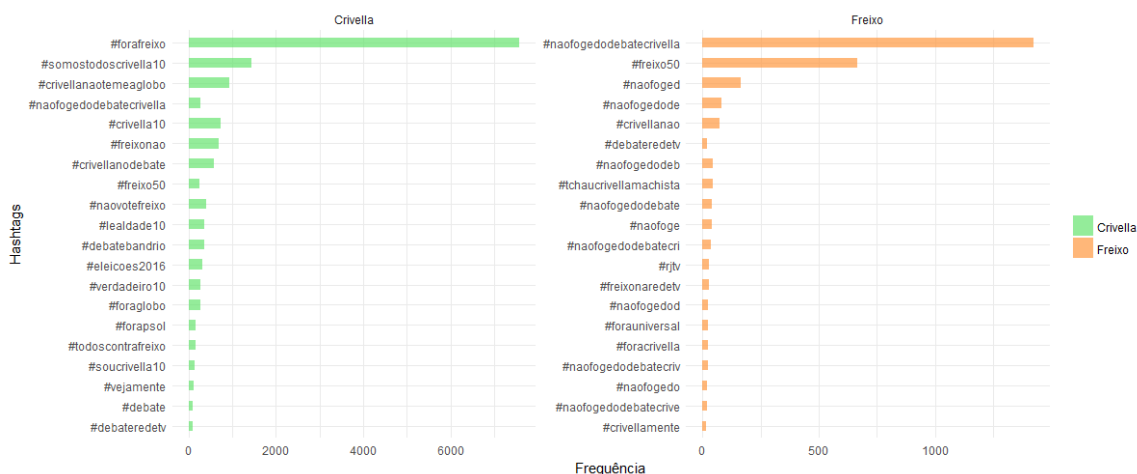 Crivella
Freixo
Hashtags
#forafreixo
#somostodoscrivella10
#crivellanaotemeaglobo
#naofogedodebatecrivella
#crivella10
#freixonao
#crivellanodebate
#freixo50
#naovotefreixo
#lealdade10
#debatebandrio
#eleicoes2016
#verdadeiro10
#foraglobo
#forapsol
#todoscontrafreixo
#soucrivella10
#vejamente
#debate
#debateredetv
0 2000 4000 6000
#naofogedodebatecrivella
#freixo50
#naofoged
#naofogedode
#crivellanao
#debateredetv
#naofogedodeb
#tchaucrivellamachista
#naofogedodebate
#naofoge
#naofogedodebatecri
#rjtv
#freixonaredetv
#naofogedod
#forauniversal
#foracrivella
#naofogedodebatecriv
#naofogedo
#naofogedodebatecrive
#crivellamente
0 500 1000
Frequência
Crivella
Freixo